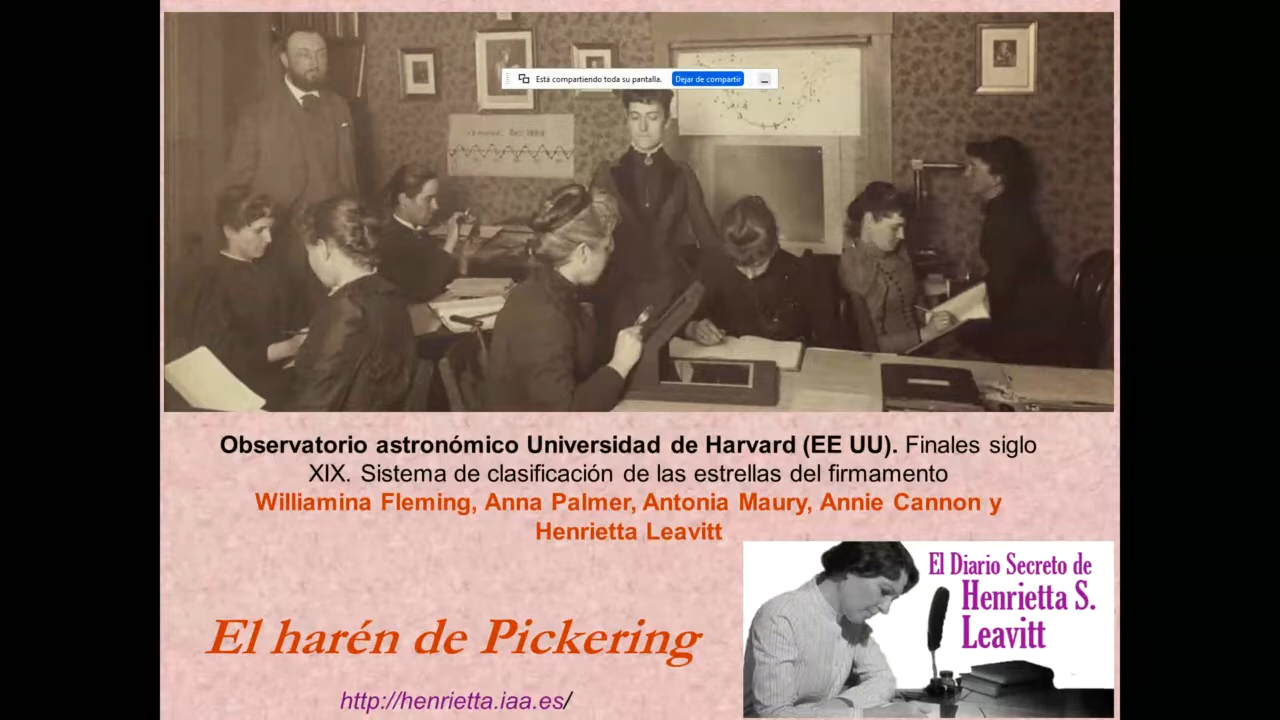 Está compartiendo toda su pantalla. Dejar de compartir
Observatorio astronómico Universidad de Harvard (EE UU). Finales siglo
XIX. Sistema de clasificación de las estrellas del firmamento
Williamina Fleming, Anna Palmer, Antonia Maury, Annie Cannon y
Henrietta Leavitt
El Diario Secreto de
Henrietta S.
Leavitt
El harén de Pickering
http://henrietta.iaa.es/